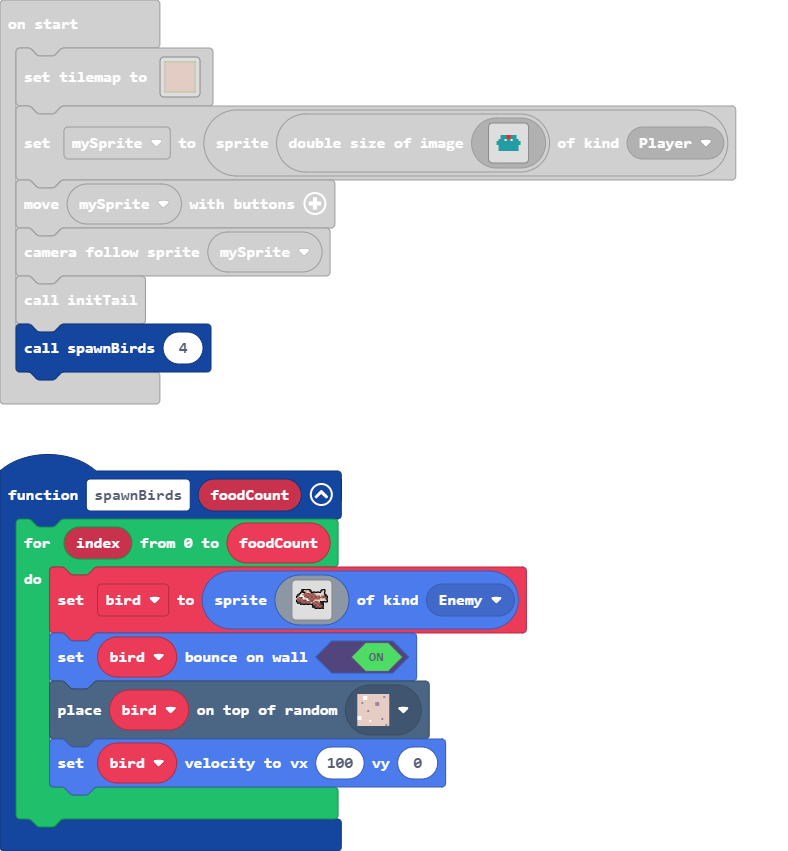 on start
set tilemap to
set mySprite to sprite double size of image of kind Player
move mySprite with buttons
camera follow sprite mySprite
call initTail
call spawnBirds 4
function spawnBirds foodCount
for index from 0 to foodCount
do
set bird to sprite of kind Enemy
set bird bounce on wall ON
place bird on top of random
set bird velocity to vx 100 vy 0